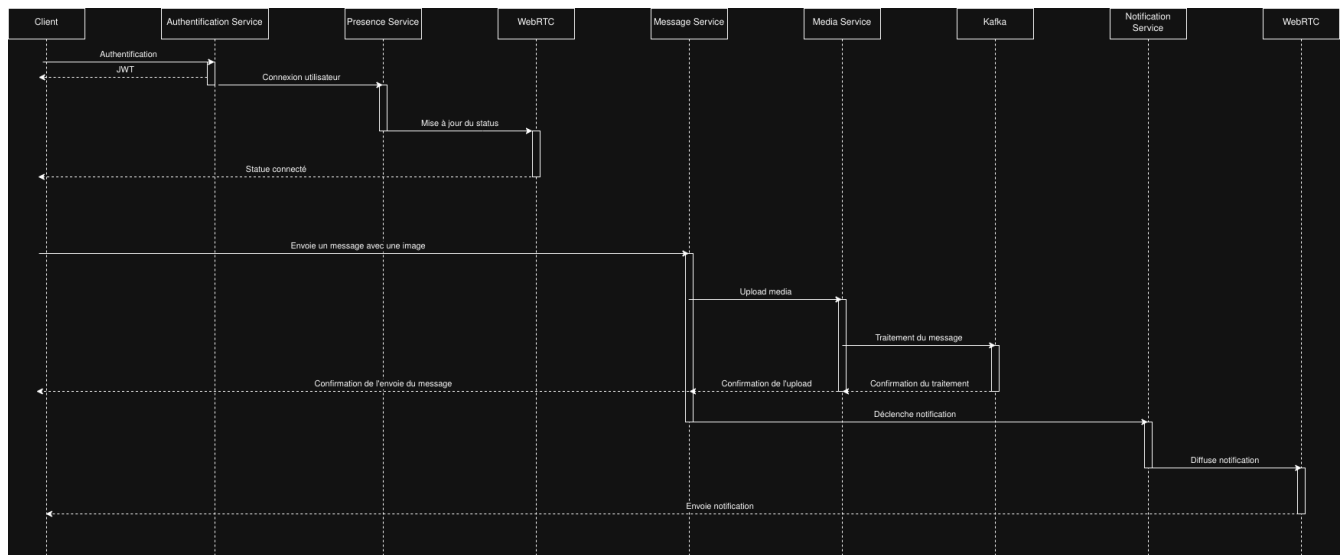 Client
Authentification Service
Presence Service
WebRTC
Message Service
Media Service
Kafka
Notification
Service
WebRTC
Authentification
JWT
Connexion utilisateur
Mise à jour du status
Statue connecté
Envoie un message avec une image
Upload media
Traitement du message
Confirmation de l'envoie du message
Confirmation de l'upload
Confirmation du traitement
Déclenche notification
Diffuse notification
Envoie notification